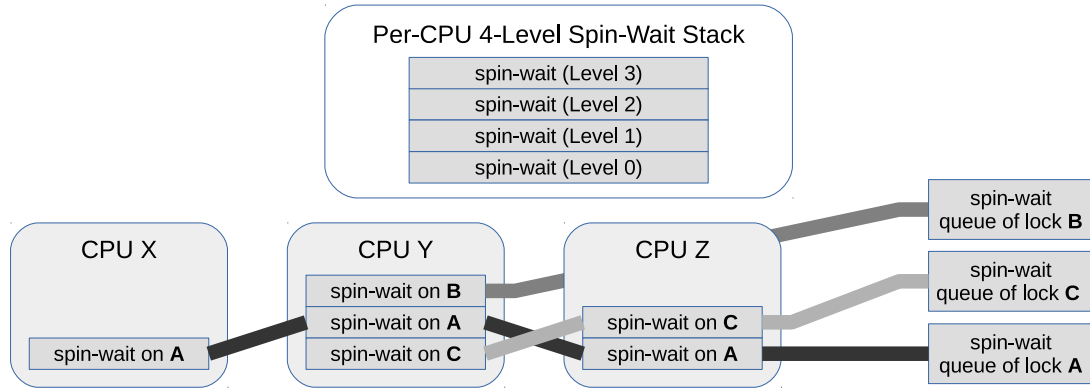 Per-CPU 4-Level Spin-Wait Stack
spin-wait (Level 3)
spin-wait (Level 2)
spin-wait (Level 1)
spin-wait (Level 0)
CPU X
spin-wait on A
CPU Y
spin-wait on B
spin-wait on A
spin-wait on C
CPU Z
spin-wait on C
spin-wait on A
spin-wait
queue of lock B
spin-wait
queue of lock C
spin-wait
queue of lock A